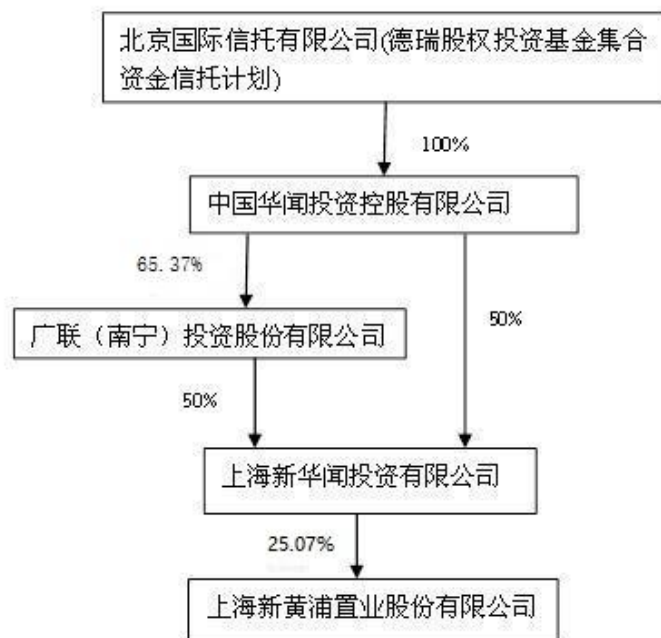 北京国际信托有限公司(德瑞股权投资基金集合
资金信托计划)
100%
中国华闻投资控股有限公司
65.37%
50%
广联（南宁）投资股份有限公司
50%
上海新华闻投资有限公司
25.07%
上海新黄浦置业股份有限公司